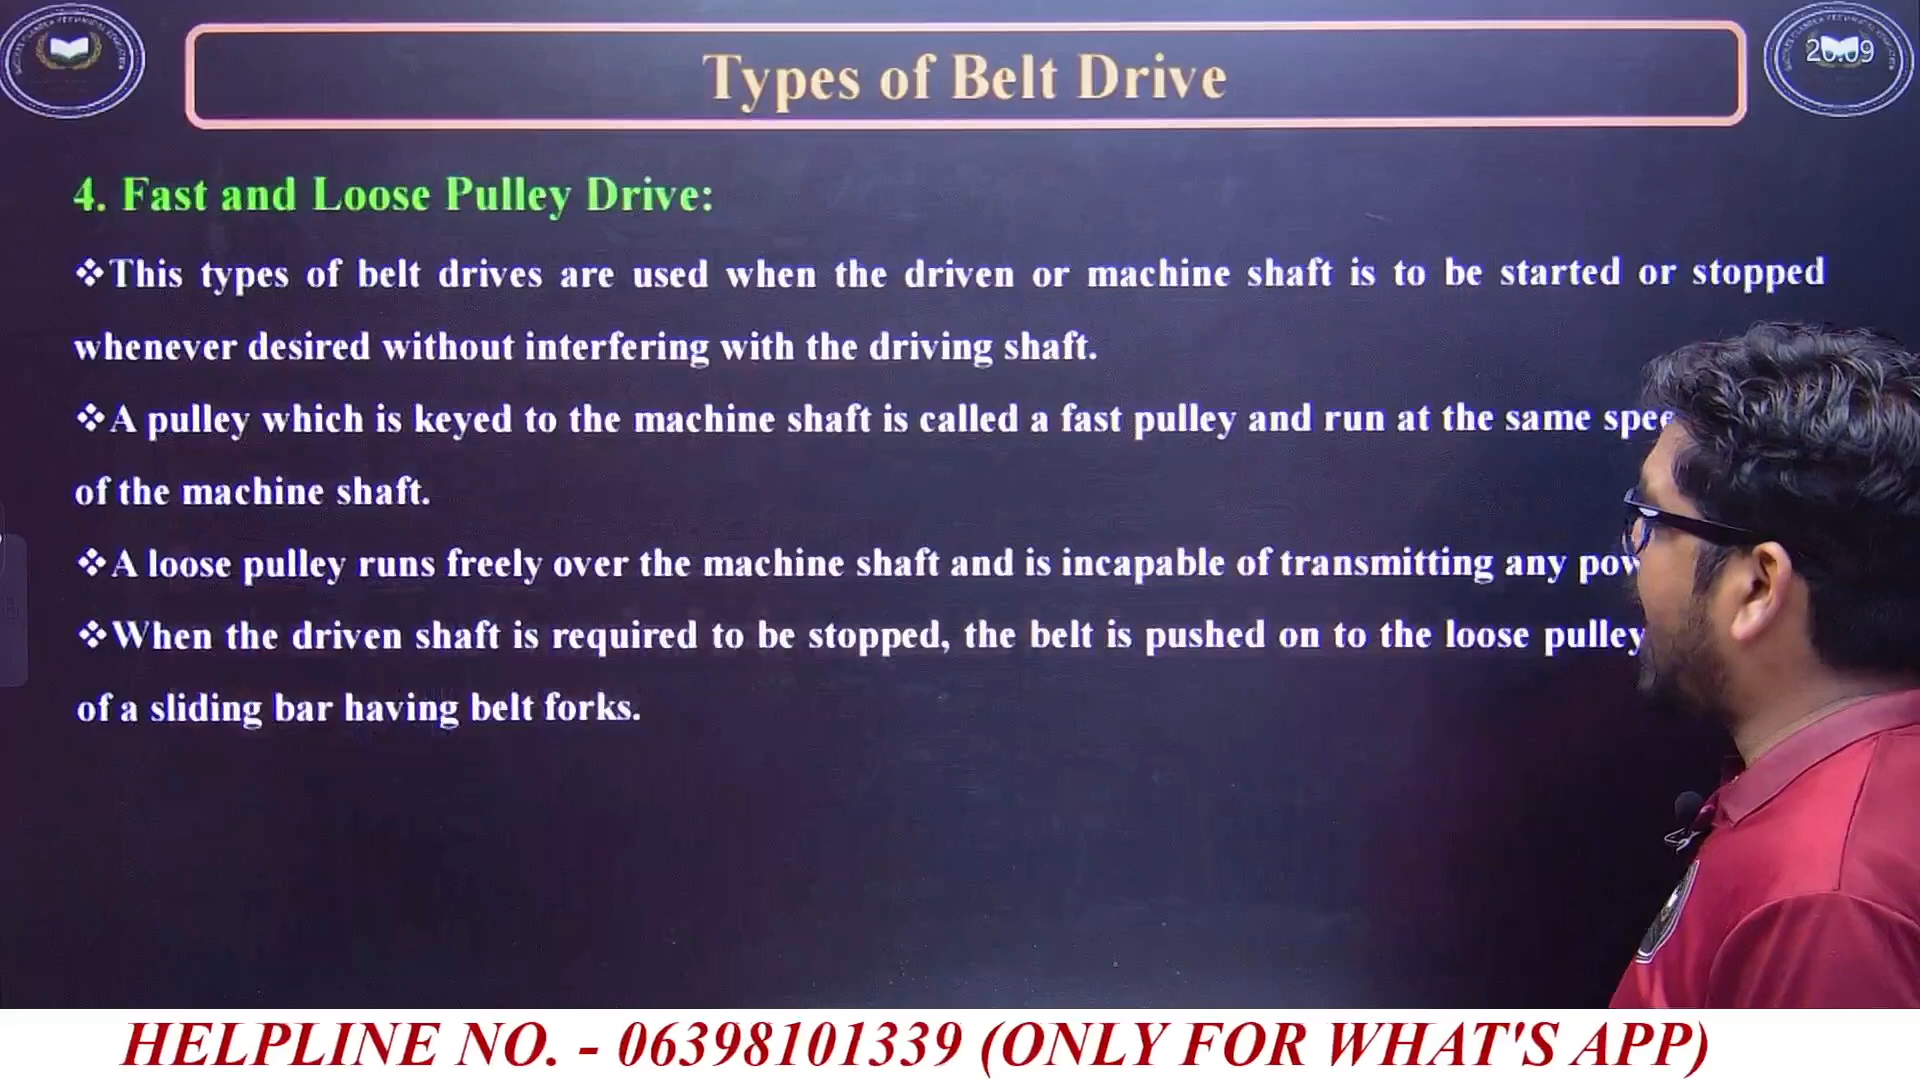 Types of Belt Drive
20:09
4. Fast and Loose Pulley Drive:
❖This types of belt drives are used when the driven or machine shaft is to be started or stopped
whenever desired without interfering with the driving shaft.
❖A pulley which is keyed to the machine shaft is called a fast pulley and run at the same
of the machine shaft.
❖A loose pulley runs freely over the machine shaft and is incapable of transmitting any
❖When the driven shaft is required to be stopped, the belt is pushed on to the loose pulley
of a sliding bar having belt forks.
HELPLINE NO. - 06398101339 (ONLY FOR WHAT'S APP)